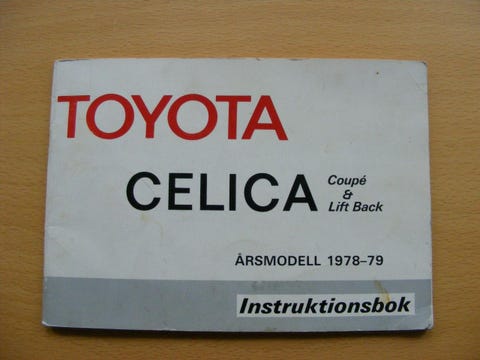 TOYOTA
CELICA
Coupé
&
Lift Back
ÅRSMODELL 1978-79
Instruktionsbok